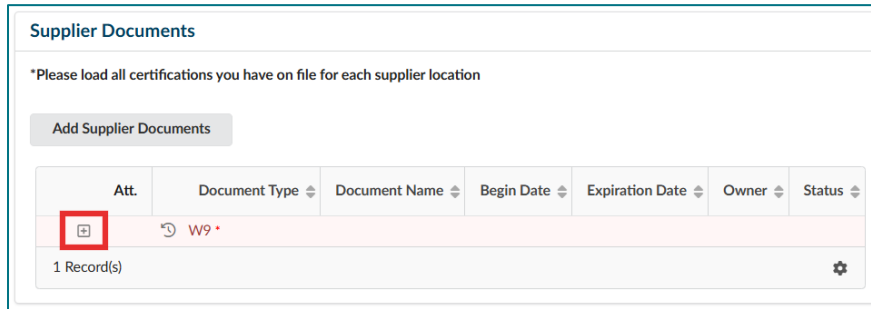 Supplier Documents
*Please load all certifications you have on file for each supplier location
Add Supplier Documents
Att. Document Type Document Name Begin Date Expiration Date Owner Status
W9 *
1 Record(s)